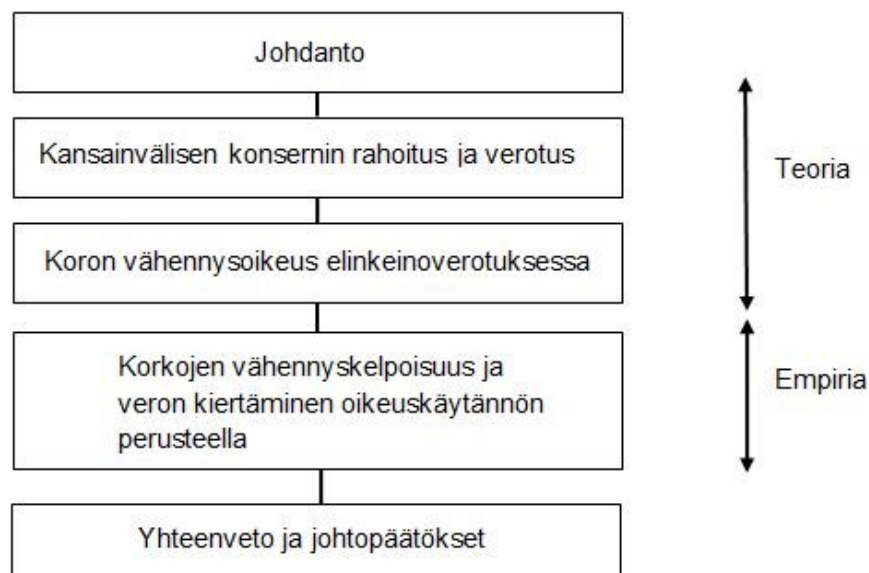 Johdanto
Kansainvälisen konsernin rahoitus ja verotus
Teoria
Koron vähennysoikeus elinkeinoverotuksessa
Korkojen vähennyskelpoisuus ja
veron kiertäminen oikeuskäytännön
perusteella
Empiria
Yhteenveto ja johtopäätökset